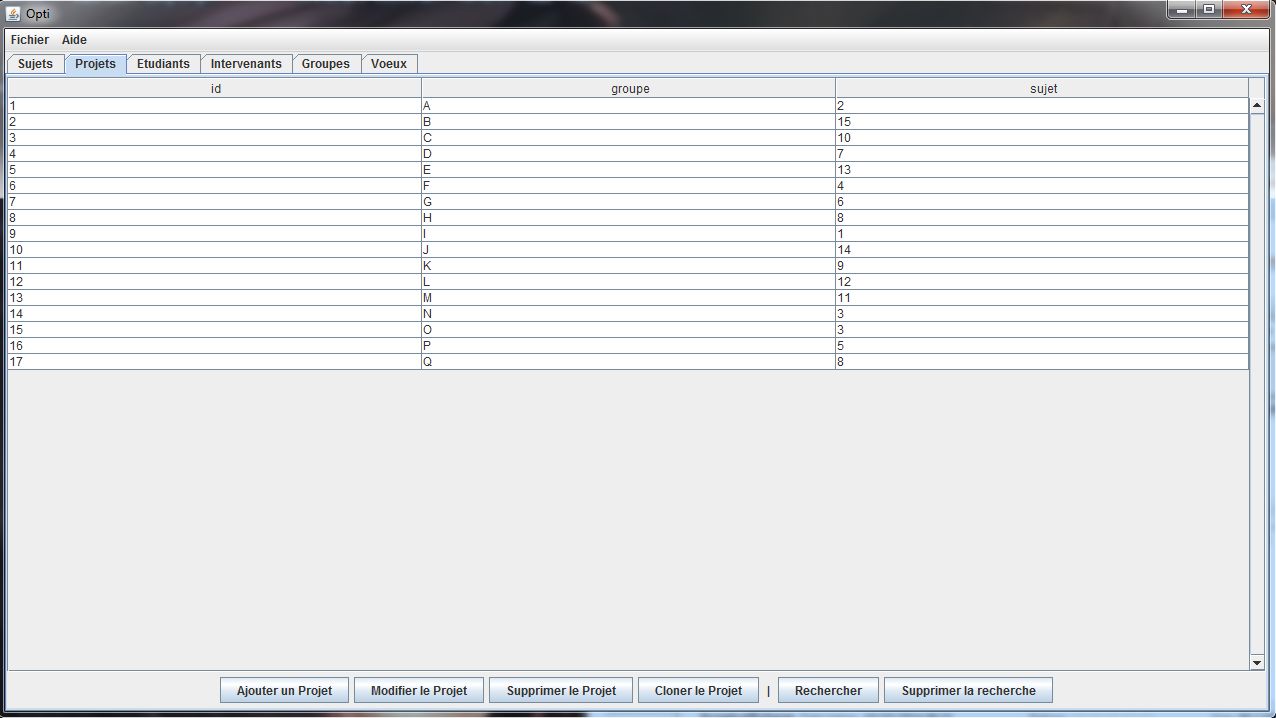 Opti
Fichier Aide
Sujets Projets Etudiants Intervenants Groupes Voeux
id groupe sujet
1 A 2
2 B 15
3 C 10
4 D 7
5 E 13
6 F 4
7 G 6
8 H 8
9 I 1
10 J 14
11 K 9
12 L 12
13 M 11
14 N 3
15 O 3
16 P 5
17 Q 8
Ajouter un Projet Modifier le Projet Supprimer le Projet Cloner le Projet | Rechercher Supprimer la recherche